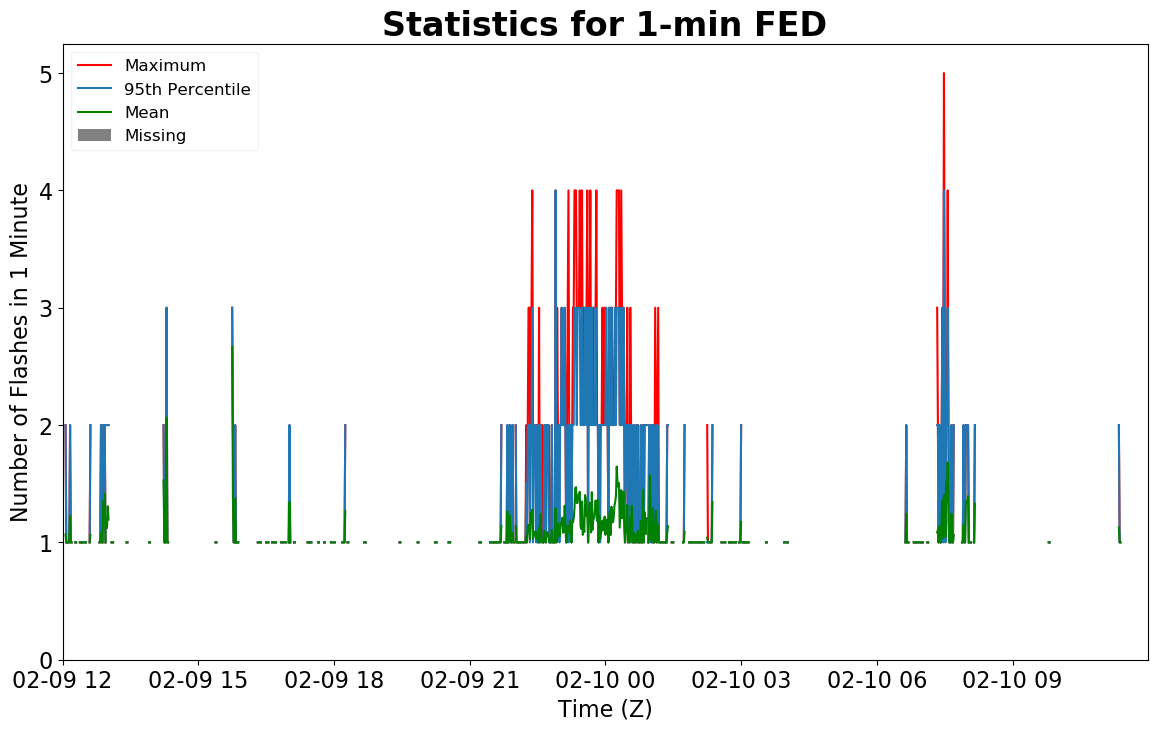 Statistics for 1-min FED
Maximum
95th Percentile
Mean
Missing
Number of Flashes in 1 Minute
5
4
3
2
1
0
02-09 12 02-09 15 02-09 18 02-09 21 02-10 00 02-10 03 02-10 06 02-10 09
Time (Z)